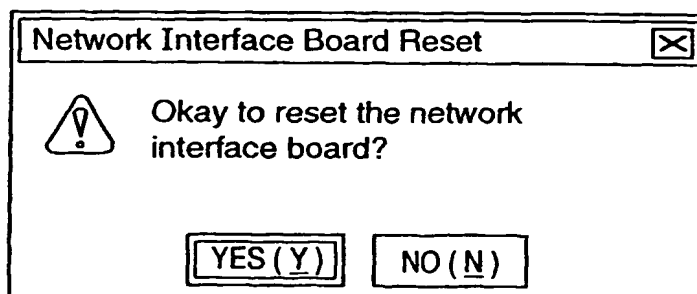 Network Interface Board Reset
Okay to reset the network
interface board?
YES(Y) NO(N)